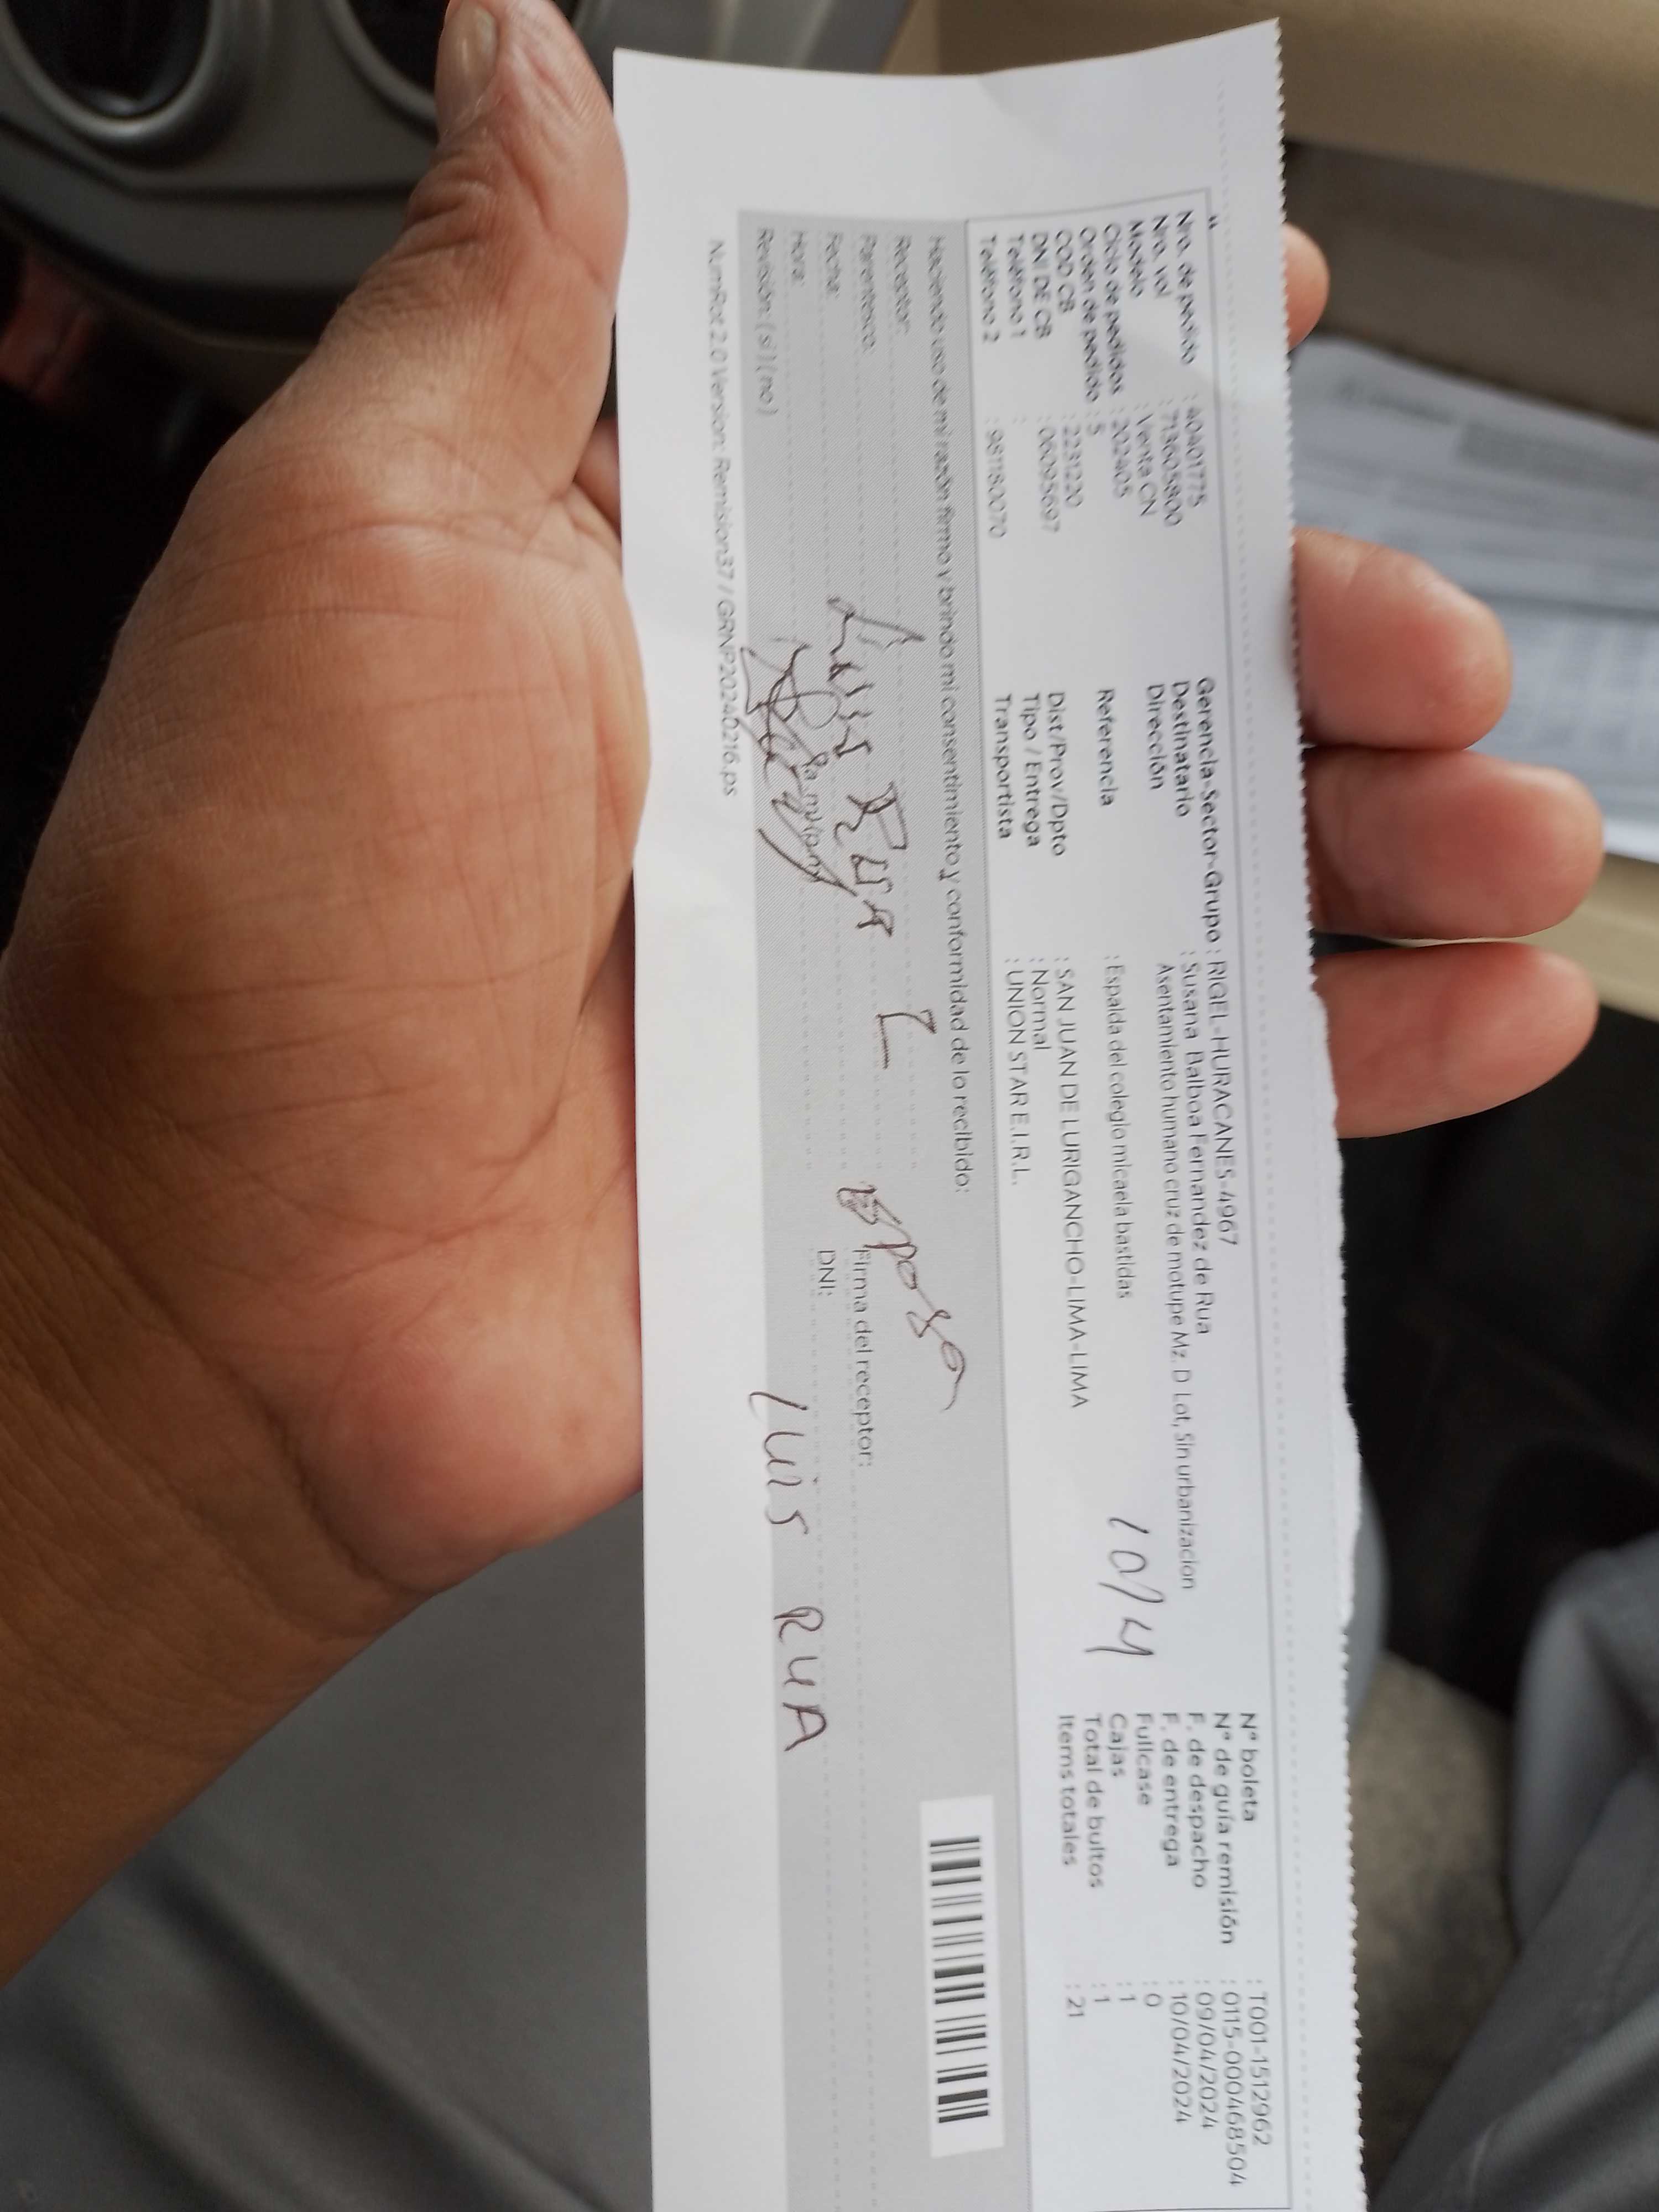 Nro. de pedido : 40401775
Nro. vol : 713605800
Modelo : Venta CN
Ciclo de pedidos : 202405
Orden de pedido : 5
COD CB : 2231220
DNI DE CB : 06095697
Teléfono 1 :
Teléfono 2 : 981180070
Gerencia-Sector-Grupo : RIGEL-HURACANES-4967
Destinatario : Susana Balboa Fernandez de Rua
Dirección Asentamiento humano cruz de motupe Mz. D Lot, Sin urbanizacion
Referencia : Espalda del colegio micaela bastidas
Dist/Prov/Dpto : SAN JUAN DE LURIGANCHO-LIMA-LIMA
Tipo / Entrega : Normal
Transportista : UNION STAR E.I.R.L.
10/4
N° boleta : T001-1512962
N° de guía remisión : 0115-000468504
F. de despacho : 09/04/2024
F. de entrega : 10/04/2024
Fullcase : 0
Cajas : 1
Total de bultos : 1
Items totales : 21
Haciendo uso de mi razón firmo y brindo mi consentimiento y conformidad de lo recibido:
Receptor:
Parentesco:
Fecha:
Hora:
Revisión: ( si ) ( no )
Luis Rua
esposo
Firma del receptor:
DNI:
LUIS RUA
NumRot 2.0 Version: Remision37 / GRNP20240216.ps